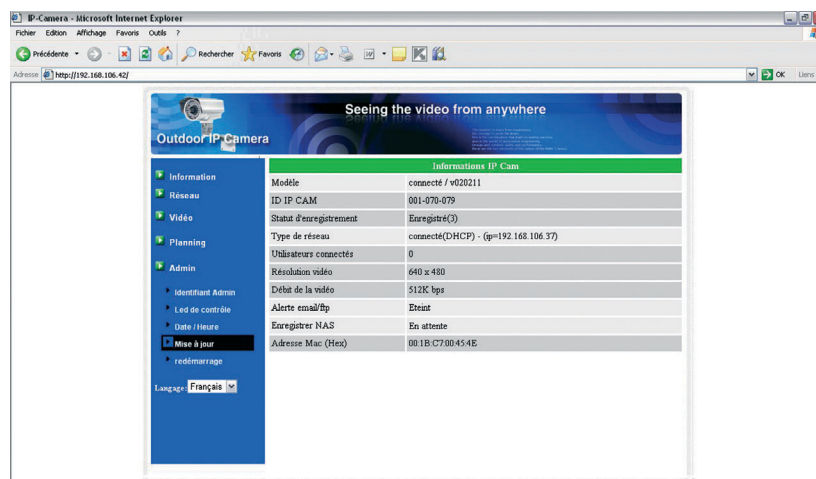 IP-Camera - Microsoft Internet Explorer
Fichier Edition Affichage Favoris Outils ?
Précédente Rechercher Favoris
Adresse http://192.168.106.42/ OK Liens
Seeing the video from anywhere
Outdoor IP Camera
Information
Réseau
Vidéo
Planning
Admin
Identifiant Admin
Led de contrôle
Date / Heure
Mise à jour
redémarrage
Langage: Français
Informations IP Cam
Modèle connecté / v020211
ID IP CAM 001-070-079
Statut d'enregistrement Enregistré(3)
Type de réseau connecté(DHCP) - (ip=192.168.106.37)
Utilisateurs connectés 0
Résolution vidéo 640 x 480
Débit de la vidéo 512K bps
Alerte email/ftp Eteint
Enregistrer NAS En attente
Adresse Mac (Hex) 00:1B:C7:00:45:4E